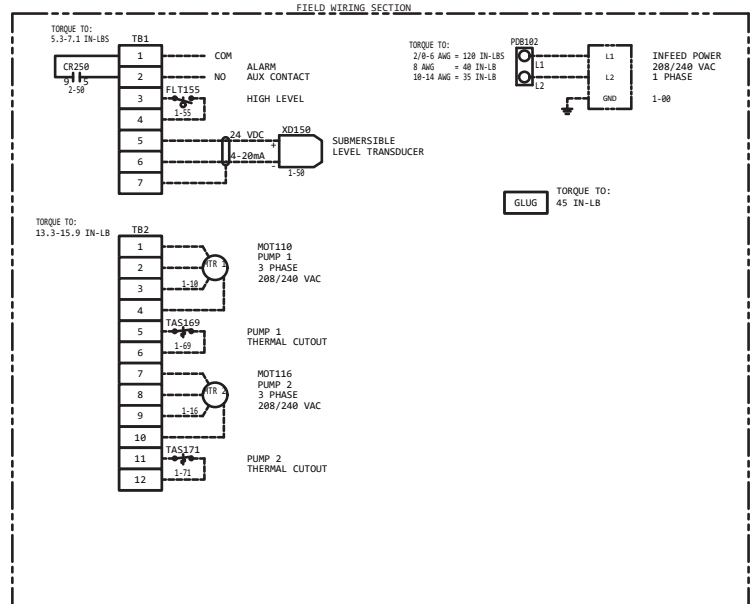 FIELD WIRING SECTION
TORQUE TO:
5.3-7.1 IN-LBS
TB1
1
COM
CR250
9 5
2-50
2
NO
ALARM
AUX CONTACT
FLT155
3
1-55
HIGH LEVEL
4
5
24 VDC
XD150
+
SUBMERSIBLE
LEVEL TRANSDUCER
6
4-20mA
-
1-50
7
TORQUE TO:
2/0-6 AWG = 120 IN-LBS
8 AWG = 40 IN-LB
10-14 AWG = 35 IN-LB
PDB102
L1
L2
L1
L2
GND
INFEED POWER
208/240 VAC
1 PHASE
1-00
GLUG
TORQUE TO:
45 IN-LB
TORQUE TO:
13.3-15.9 IN-LB
TB2
1
2
3
4
MTR 1
1-10
MOT110
PUMP 1
3 PHASE
208/240 VAC
5
6
TAS169
1-69
PUMP 1
THERMAL CUTOUT
7
8
9
10
MTR 2
1-16
MOT116
PUMP 2
3 PHASE
208/240 VAC
11
12
TAS171
1-71
PUMP 2
THERMAL CUTOUT